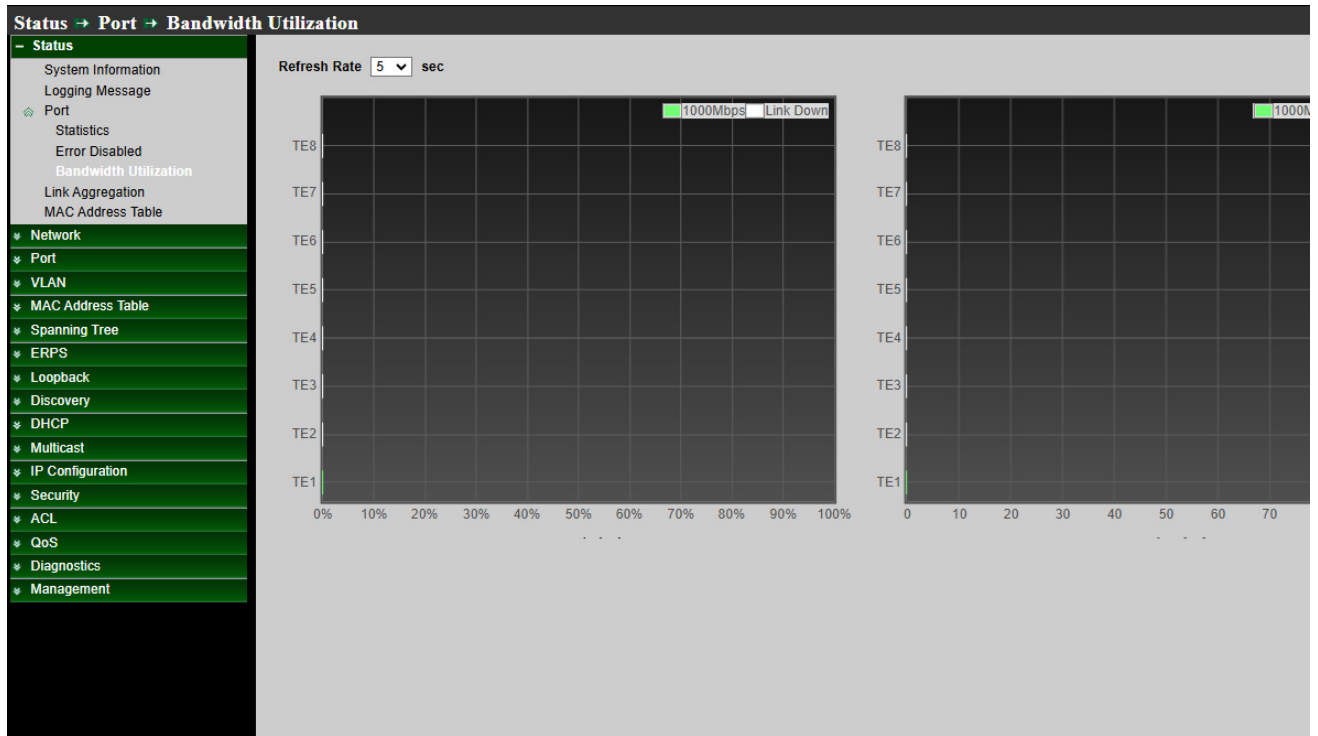 Status → Port → Bandwidth Utilization
– Status
System Information
Logging Message
Port
Statistics
Error Disabled
Bandwidth Utilization
Link Aggregation
MAC Address Table
Network
Port
VLAN
MAC Address Table
Spanning Tree
ERPS
Loopback
Discovery
DHCP
Multicast
IP Configuration
Security
ACL
QoS
Diagnostics
Management
Refresh Rate 5 sec
1000Mbps Link Down
TE8
TE7
TE6
TE5
TE4
TE3
TE2
TE1
0% 10% 20% 30% 40% 50% 60% 70% 80% 90% 100%
1000M
TE8
TE7
TE6
TE5
TE4
TE3
TE2
TE1
0 10 20 30 40 50 60 70